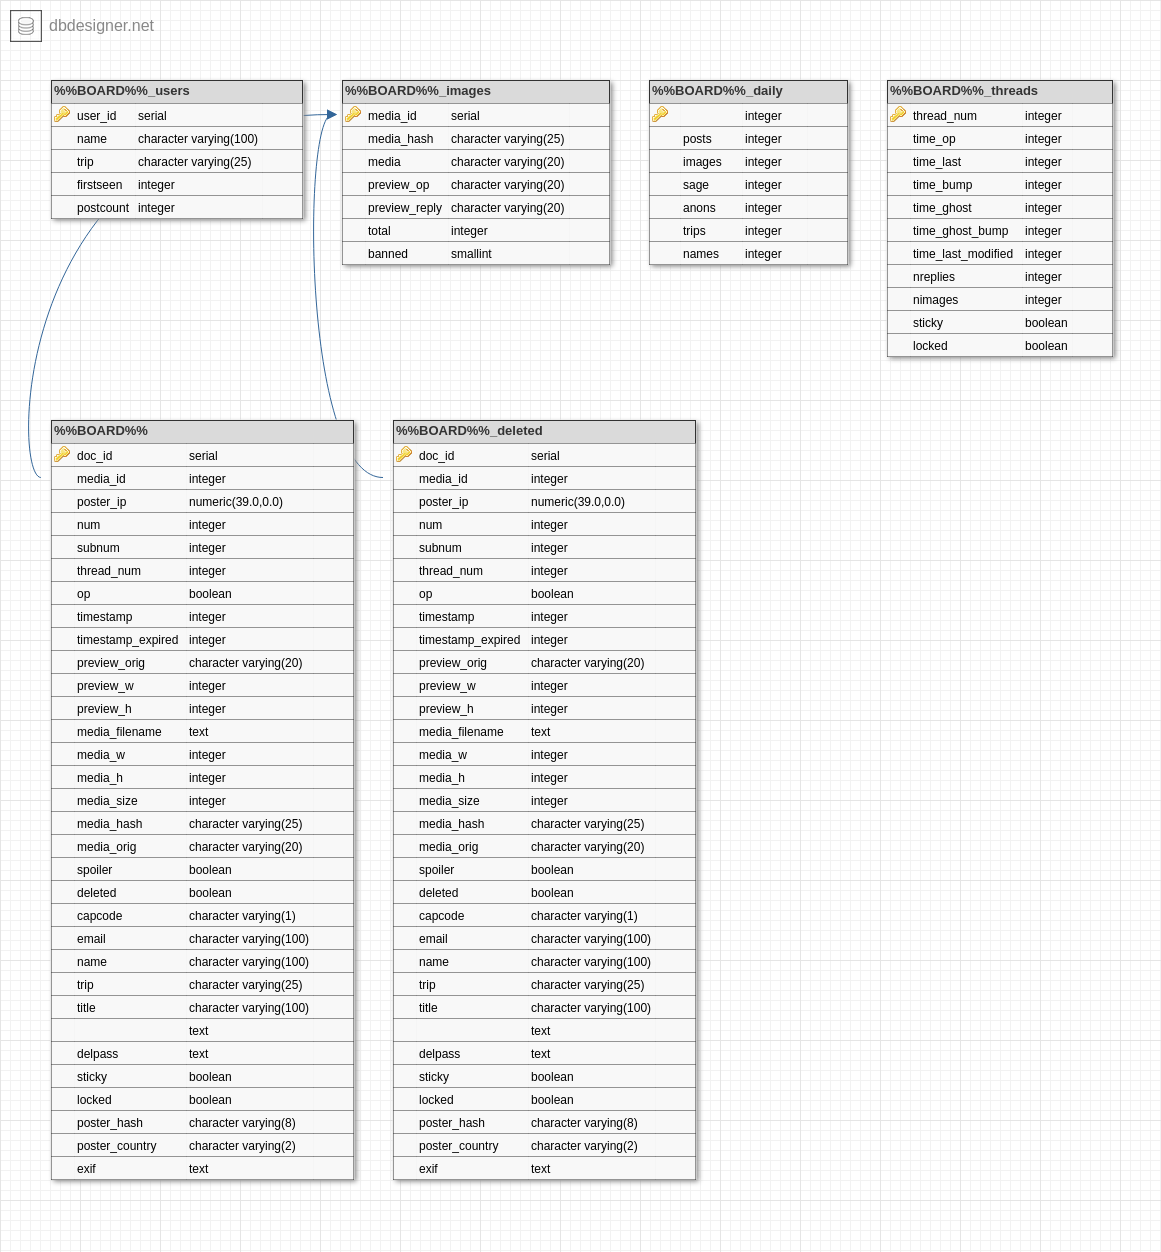 dbdesigner.net
%%BOARD%%_users
user_id serial
name character varying(100)
trip character varying(25)
firstseen integer
postcount integer
%%BOARD%%_images
media_id serial
media_hash character varying(25)
media character varying(20)
preview_op character varying(20)
preview_reply character varying(20)
total integer
banned smallint
%%BOARD%%_daily
integer
posts integer
images integer
sage integer
anons integer
trips integer
names integer
%%BOARD%%_threads
thread_num integer
time_op integer
time_last integer
time_bump integer
time_ghost integer
time_ghost_bump integer
time_last_modified integer
nreplies integer
nimages integer
sticky boolean
locked boolean
%%BOARD%%
doc_id serial
media_id integer
poster_ip numeric(39.0,0.0)
num integer
subnum integer
thread_num integer
op boolean
timestamp integer
timestamp_expired integer
preview_orig character varying(20)
preview_w integer
preview_h integer
media_filename text
media_w integer
media_h integer
media_size integer
media_hash character varying(25)
media_orig character varying(20)
spoiler boolean
deleted boolean
capcode character varying(1)
email character varying(100)
name character varying(100)
trip character varying(25)
title character varying(100)
text
delpass text
sticky boolean
locked boolean
poster_hash character varying(8)
poster_country character varying(2)
exif text
%%BOARD%%_deleted
doc_id serial
media_id integer
poster_ip numeric(39.0,0.0)
num integer
subnum integer
thread_num integer
op boolean
timestamp integer
timestamp_expired integer
preview_orig character varying(20)
preview_w integer
preview_h integer
media_filename text
media_w integer
media_h integer
media_size integer
media_hash character varying(25)
media_orig character varying(20)
spoiler boolean
deleted boolean
capcode character varying(1)
email character varying(100)
name character varying(100)
trip character varying(25)
title character varying(100)
text
delpass text
sticky boolean
locked boolean
poster_hash character varying(8)
poster_country character varying(2)
exif text